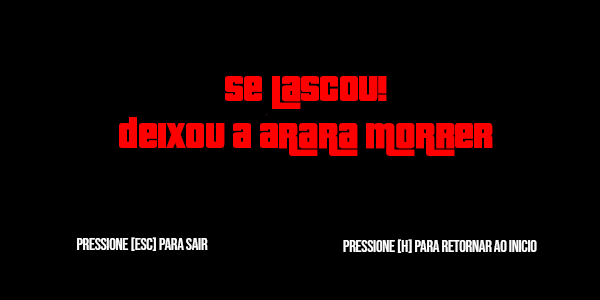 se Lascou!
deixou a arara morrer
PRESSIONE [ESC] PARA SAIR
PRESSIONE [H] PARA RETORNAR AO INICIO